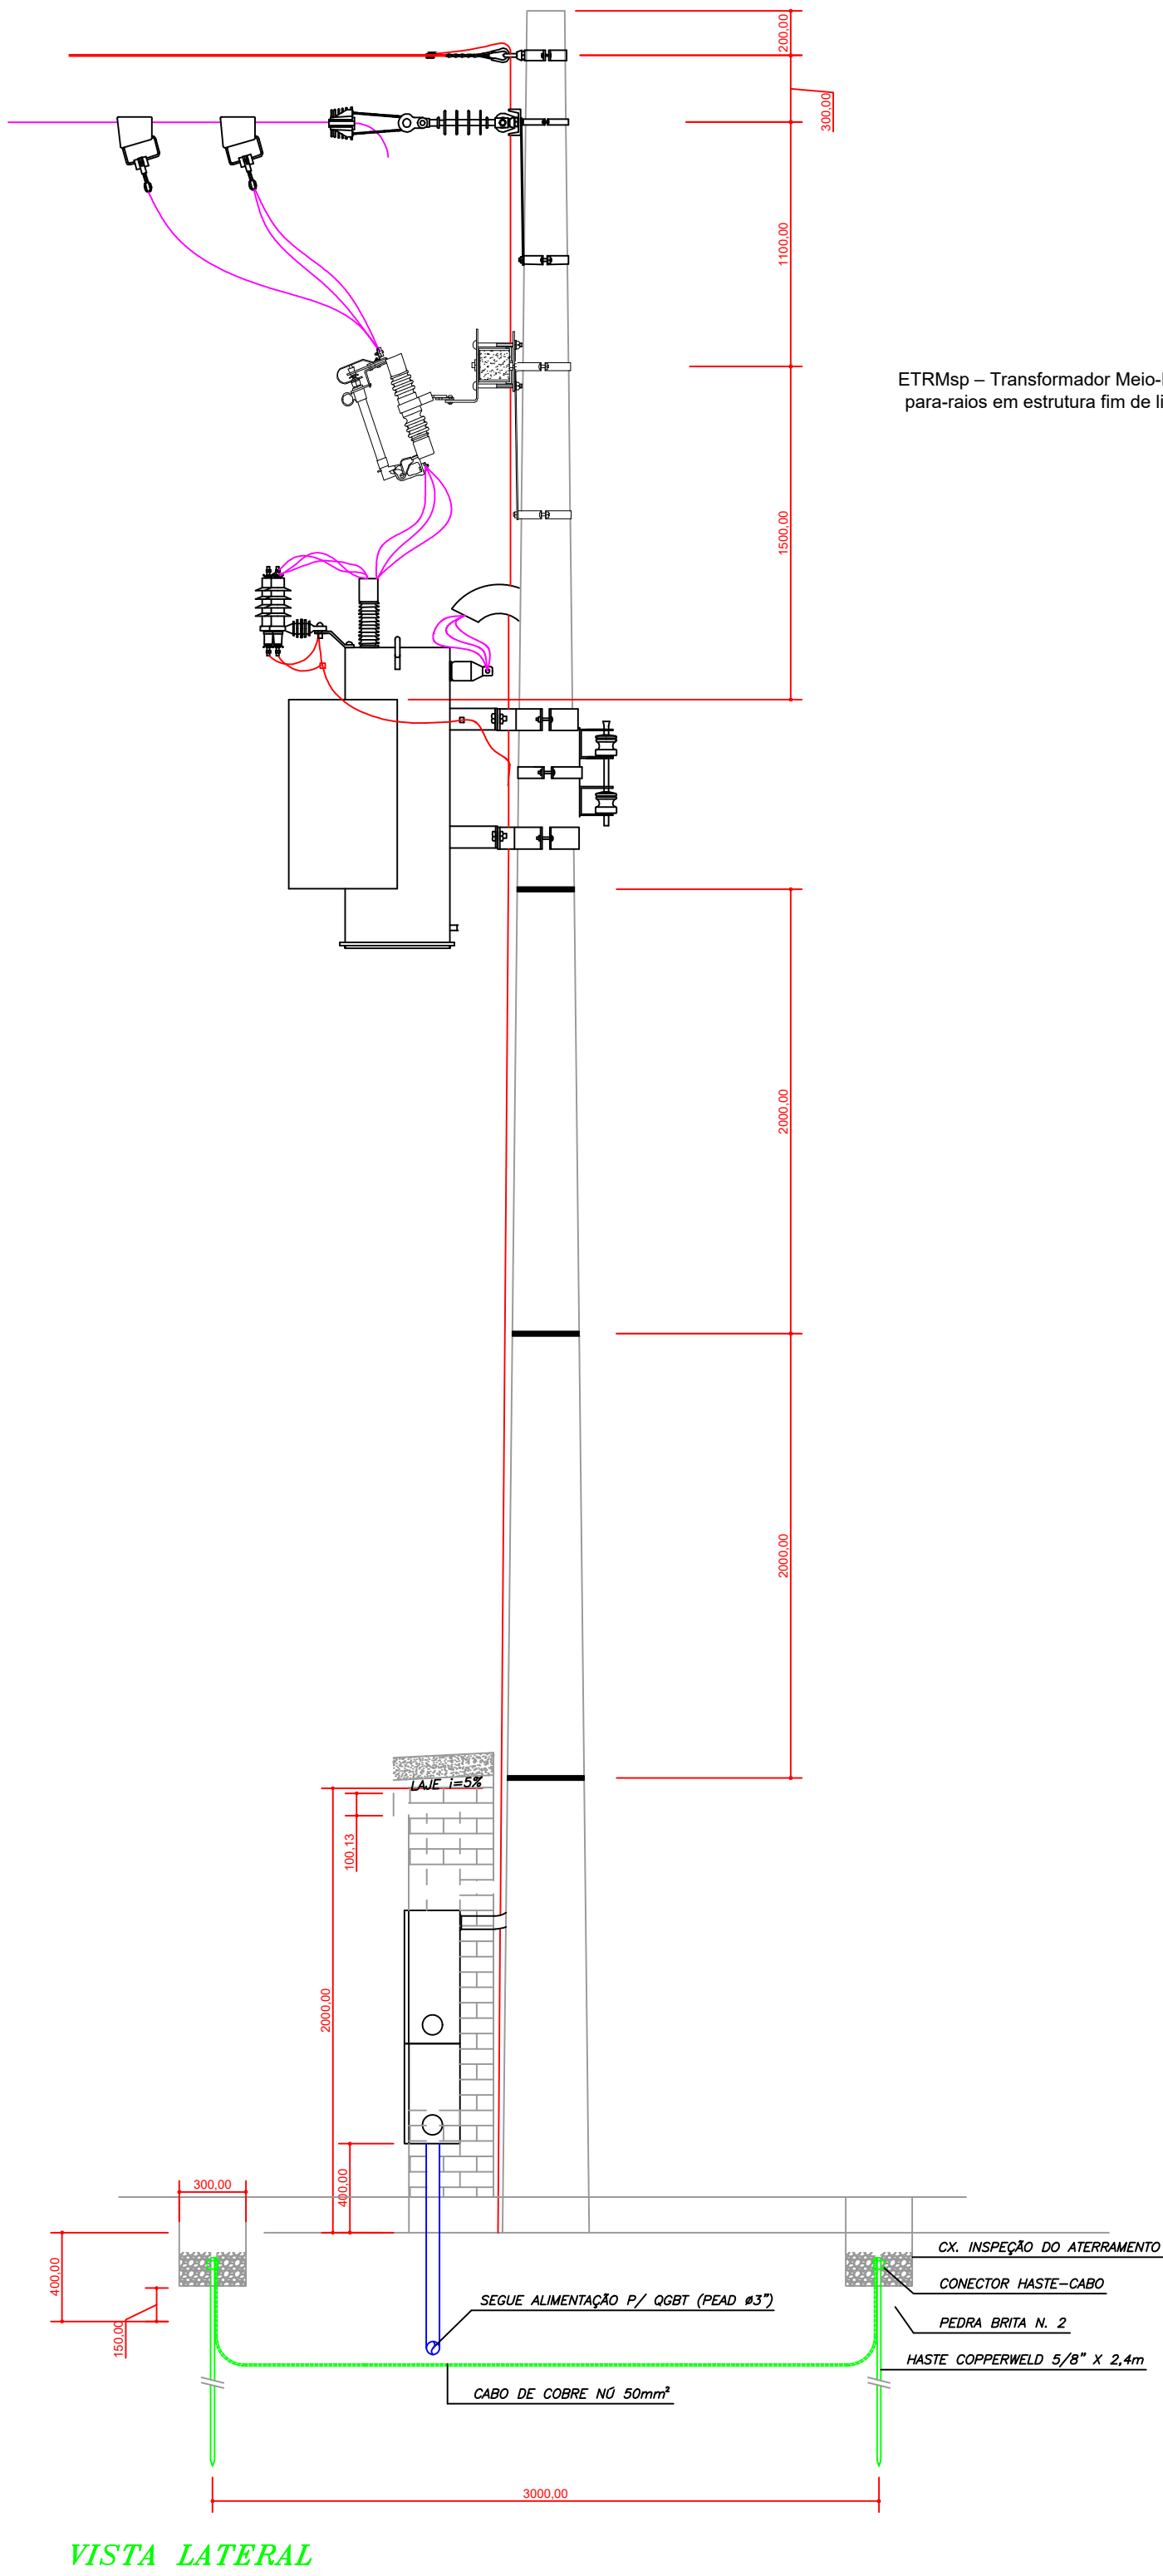 200,00
300,00
1100,00
ETRMsp – Transformador Meio-
para-raios em estrutura fim de li
1500,00
2000,00
2000,00
LAJE i=5%
100,13
2000,00
400,00
300,00
400,00
150,00
CX. INSPEÇÃO DO ATERRAMENTO
CONECTOR HASTE-CABO
SEGUE ALIMENTAÇÃO P/ QGBT (PEAD ø3")
PEDRA BRITA N. 2
HASTE COPPERWELD 5/8" X 2,4m
CABO DE COBRE NÚ 50mm²
3000,00
VISTA LATERAL